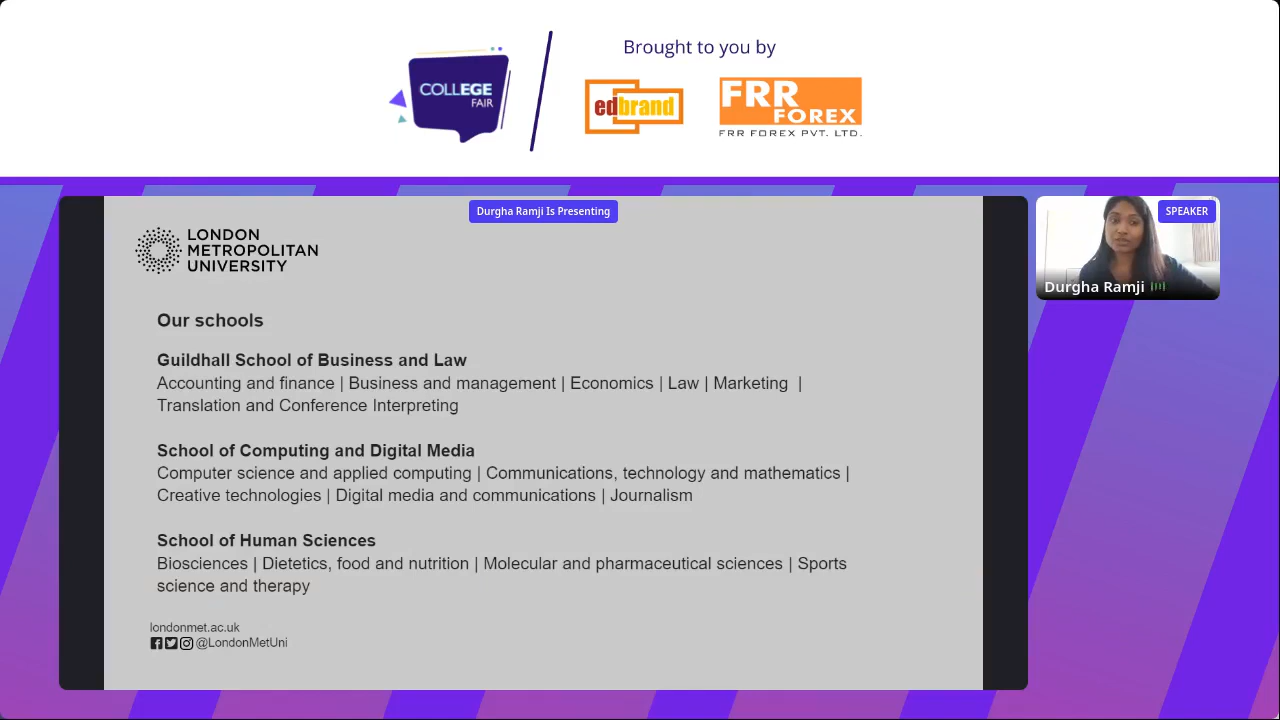 COLLEGE
FAIR
Brought to you by
edbrand
FRR
FOREX
FRR FOREX PVT. LTD.
Durgha Ramji Is Presenting
SPEAKER
Durgha Ramji
LONDON
METROPOLITAN
UNIVERSITY
Our schools
Guildhall School of Business and Law
Accounting and finance | Business and management | Economics | Law | Marketing |
Translation and Conference Interpreting
School of Computing and Digital Media
Computer science and applied computing | Communications, technology and mathematics |
Creative technologies | Digital media and communications | Journalism
School of Human Sciences
Biosciences | Dietetics, food and nutrition | Molecular and pharmaceutical sciences | Sports
science and therapy
londonmet.ac.uk
@LondonMetUni